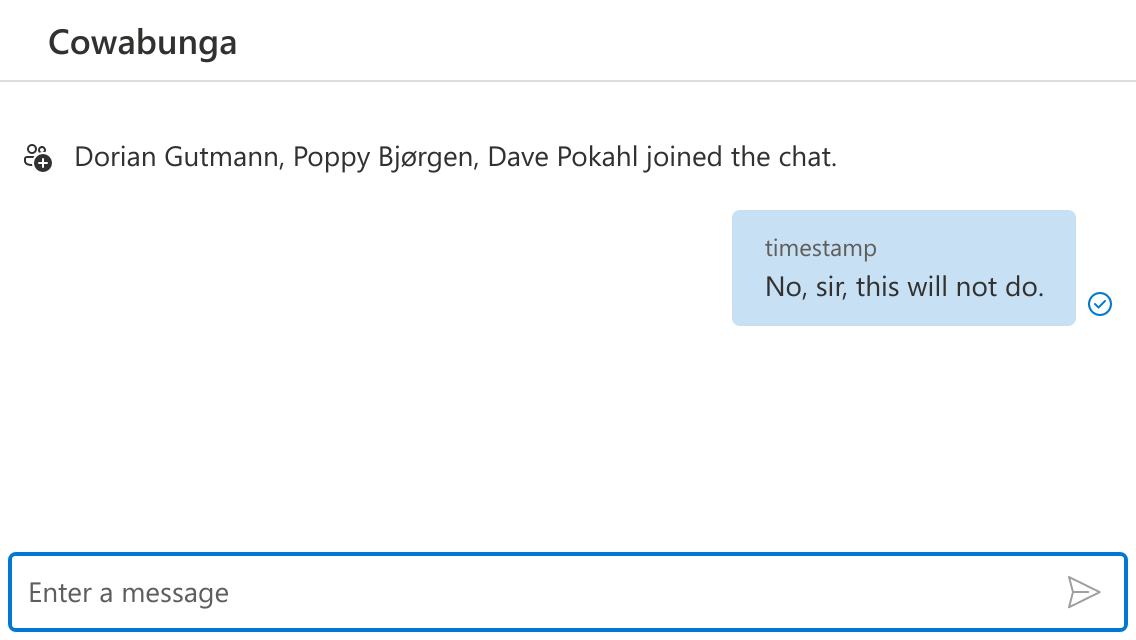 Cowabunga
Dorian Gutmann, Poppy Bjørgen, Dave Pokahl joined the chat.
timestamp
No, sir, this will not do.
Enter a message